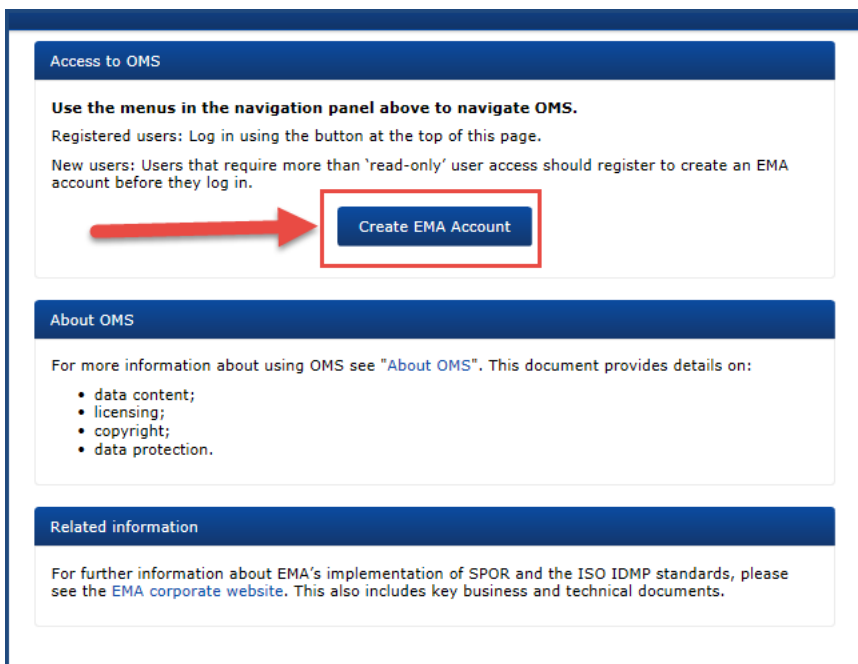 Access to OMS
Use the menus in the navigation panel above to navigate OMS.
Registered users: Log in using the button at the top of this page.
New users: Users that require more than ‘read-only’ user access should register to create an EMA
account before they log in.
Create EMA Account
About OMS
For more information about using OMS see "About OMS". This document provides details on:
• data content;
• licensing;
• copyright;
• data protection.
Related information
For further information about EMA’s implementation of SPOR and the ISO IDMP standards, please
see the EMA corporate website. This also includes key business and technical documents.